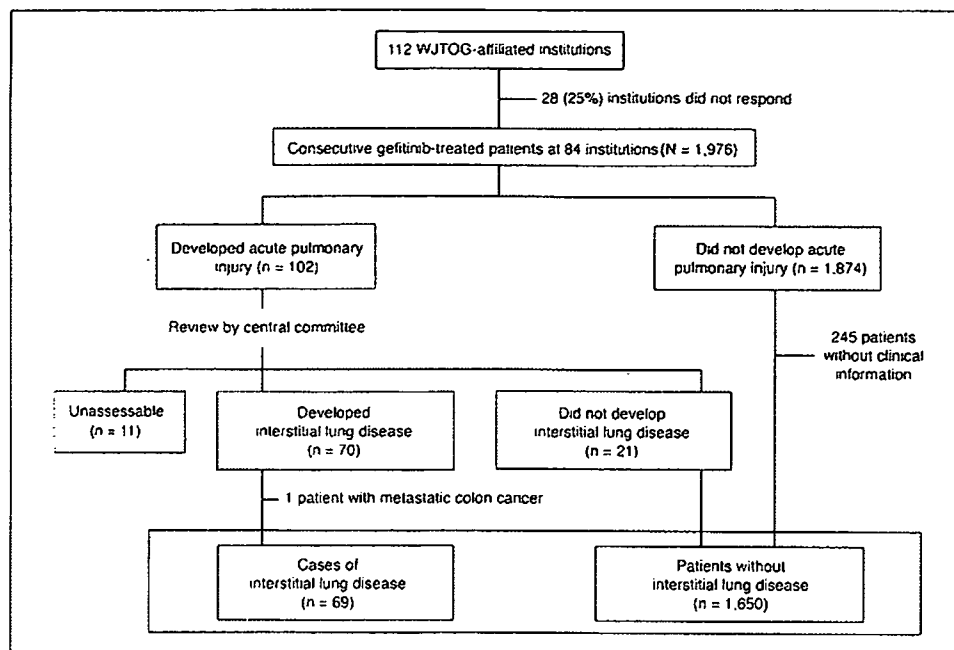 112 WJTOG-affiliated institutions
28 (25%) institutions did not respond
Consecutive gefitinib-treated patients at 84 institutions (N = 1,976)
Developed acute pulmonary
injury (n = 102)
Did not develop acute
pulmonary injury (n = 1,874)
Review by central committee
245 patients
without clinical
information
Unassessable
(n = 11)
Developed
interstitial lung disease
(n = 70)
Did not develop
interstitial lung disease
(n = 21)
1 patient with metastatic colon cancer
Cases of
interstitial lung disease
(n = 69)
Patients without
interstitial lung disease
(n = 1,650)